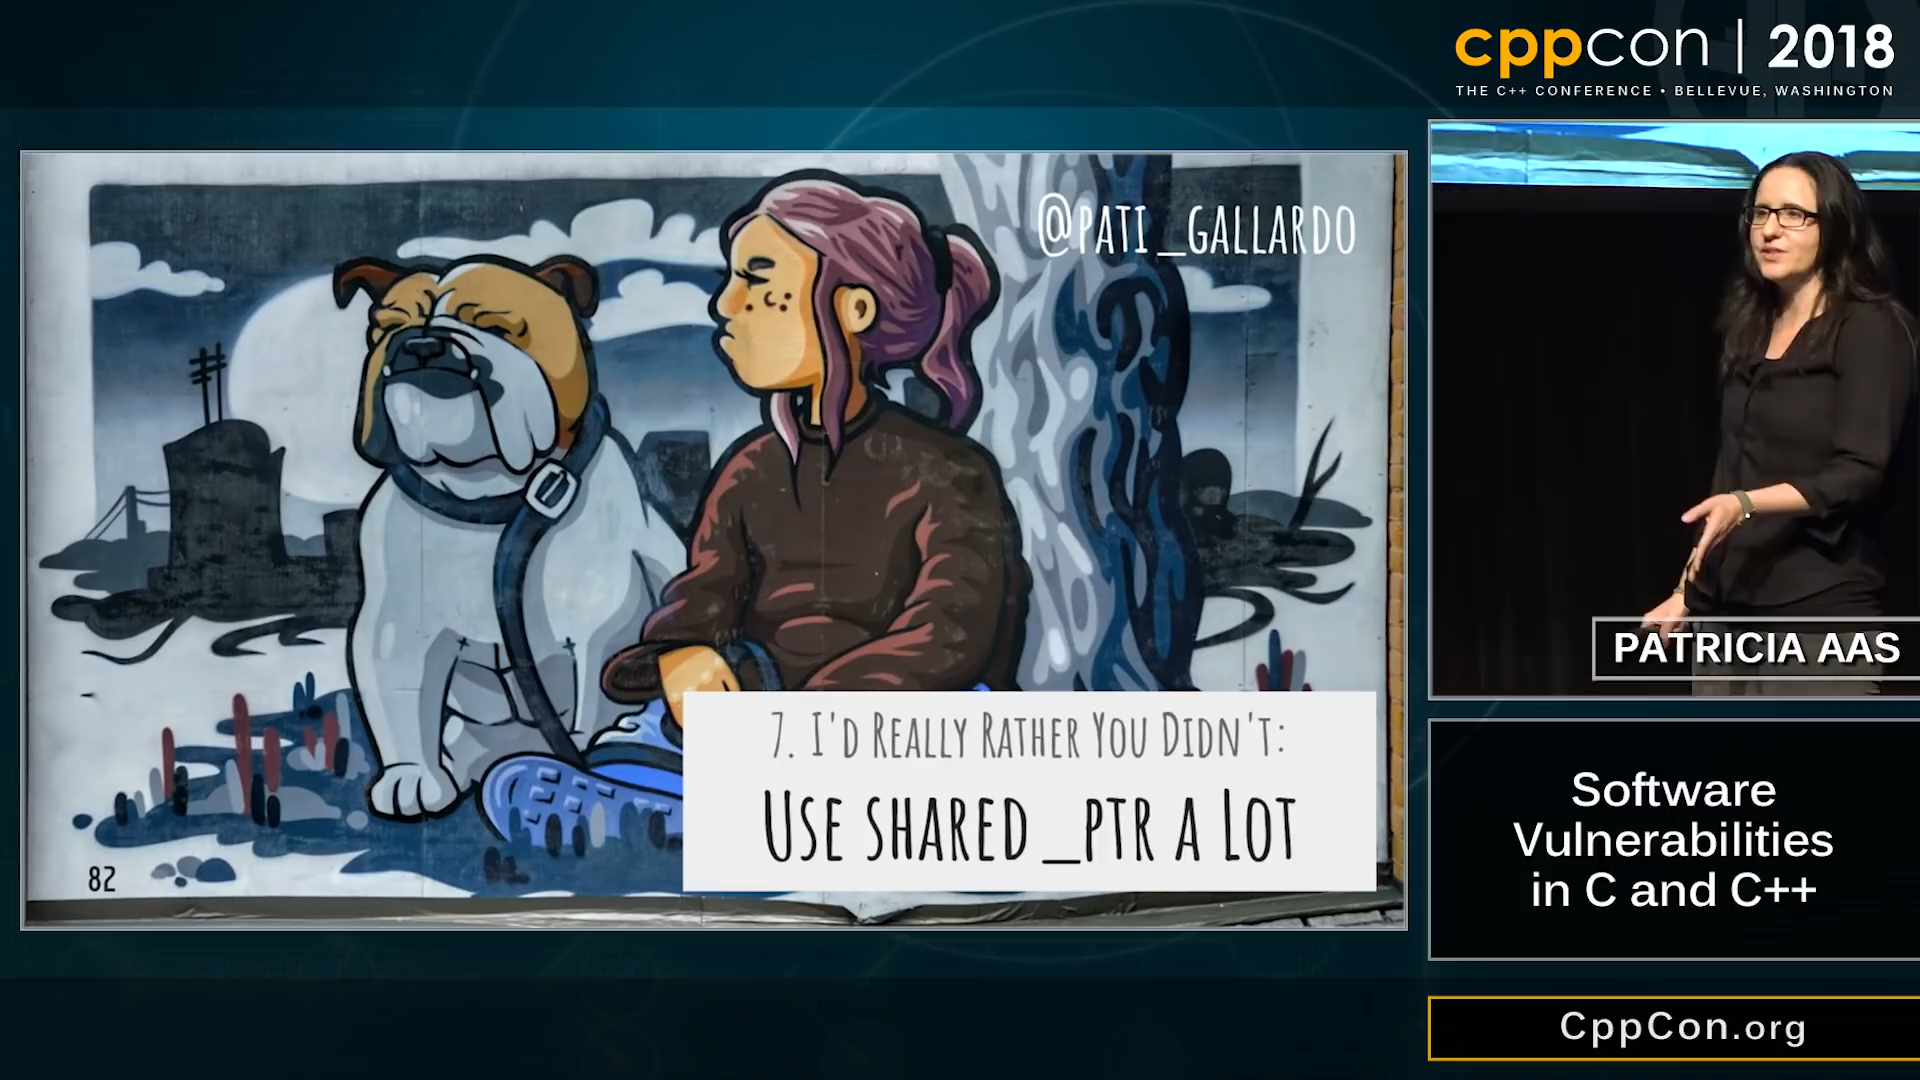 cppcon | 2018
THE C++ CONFERENCE • BELLEVUE, WASHINGTON
@PATI_GALLARDO
7. I'D REALLY RATHER YOU DIDN'T:
USE SHARED_PTR A LOT
82
PATRICIA AAS
Software
Vulnerabilities
in C and C++
CppCon.org